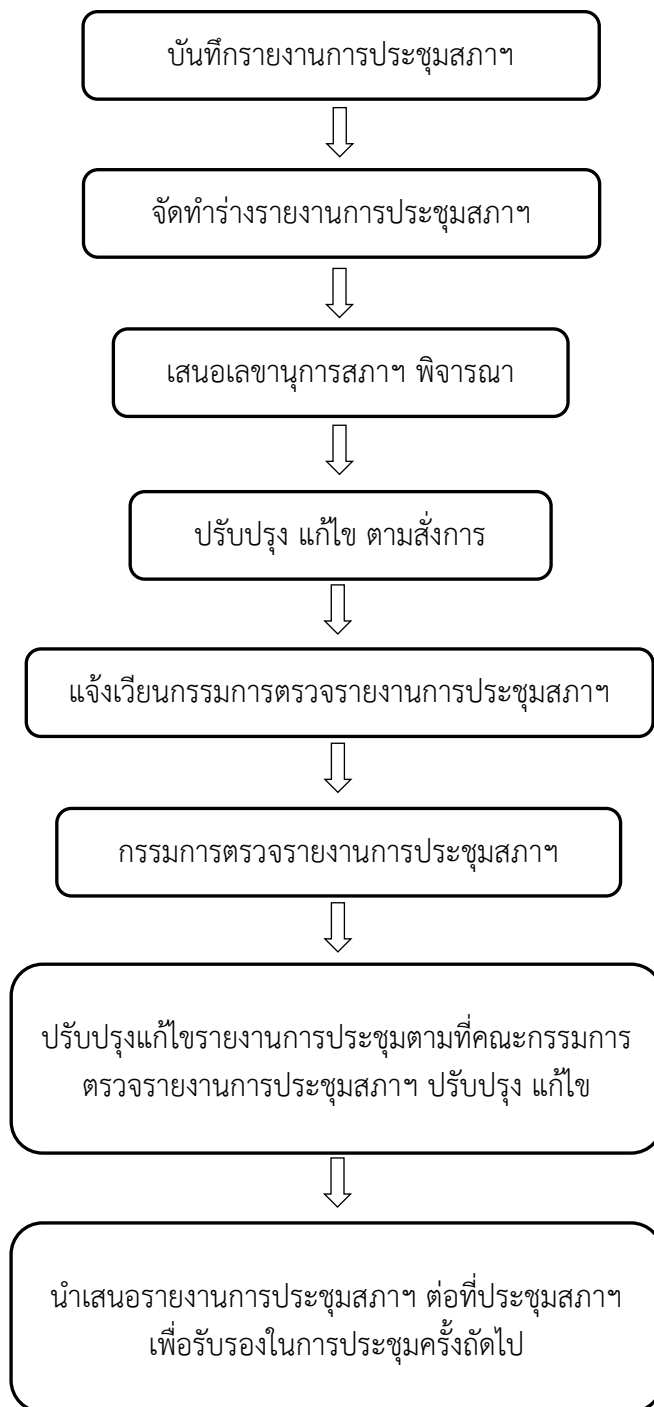 บันทึกรายงานการประชุมสภาฯ
จัดทำร่างรายงานการประชุมสภาฯ
เสนอเลขานุการสภาฯ พิจารณา
ปรับปรุง แก้ไข ตามสั่งการ
แจ้งเวียนกรรมการตรวจรายงานการประชุมสภาฯ
กรรมการตรวจรายงานการประชุมสภาฯ
ปรับปรุงแก้ไขรายงานการประชุมตามที่คณะกรรมการ
ตรวจรายงานการประชุมสภาฯ ปรับปรุง แก้ไข
นำเสนอรายงานการประชุมสภาฯ ต่อที่ประชุมสภาฯ
เพื่อรับรองในการประชุมครั้งถัดไป